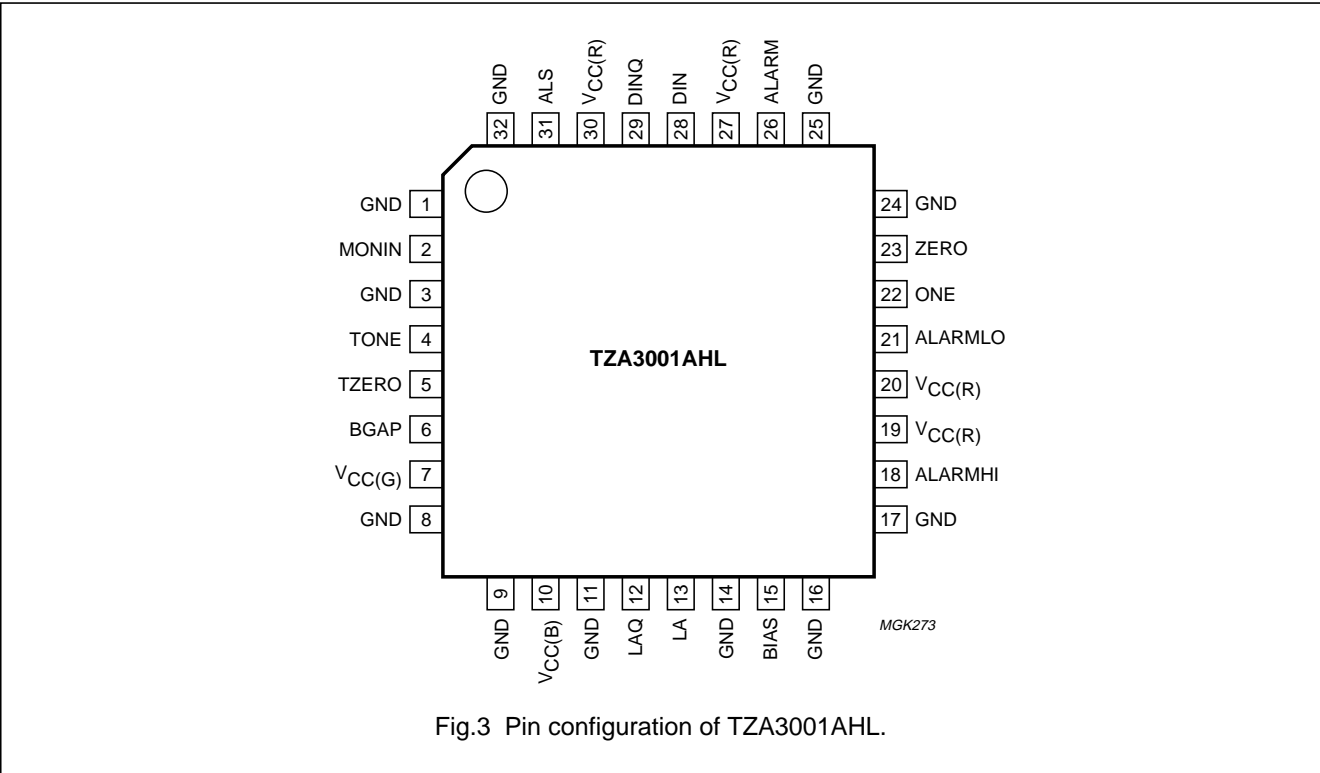 GND
ALS
VCC(R)
DINQ
DIN
VCC(R)
ALARM
GND
32
31
30
29
28
27
26
25
GND 1
MONIN 2
GND 3
TONE 4
TZERO 5
BGAP 6
VCC(G) 7
GND 8
TZA3001AHL
24 GND
23 ZERO
22 ONE
21 ALARMLO
20 VCC(R)
19 VCC(R)
18 ALARMHI
17 GND
9
10
11
12
13
14
15
16
GND
VCC(B)
GND
LAQ
LA
GND
BIAS
GND
MGK273
Fig.3 Pin configuration of TZA3001AHL.